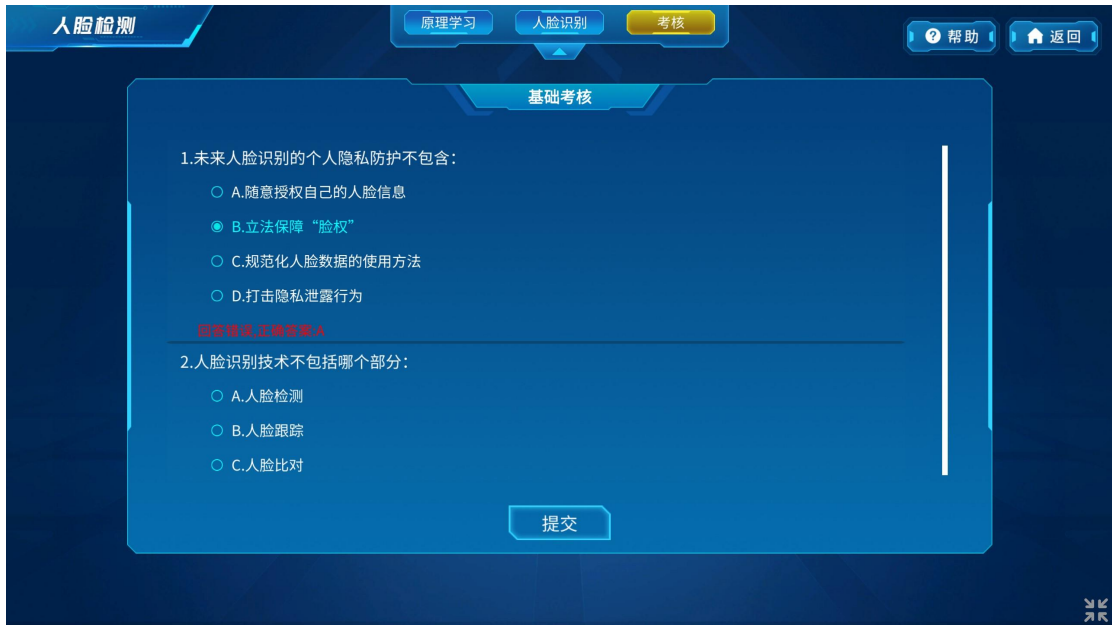 人脸检测
原理学习
人脸识别
考核
帮助
返回
基础考核
1.未来人脸识别的个人隐私防护不包含：
A.随意授权自己的人脸信息
B.立法保障“脸权”
C.规范化人脸数据的使用方法
D.打击隐私泄露行为
回答错误,正确答案:A
2.人脸识别技术不包括哪个部分：
A.人脸检测
B.人脸跟踪
C.人脸比对
提交